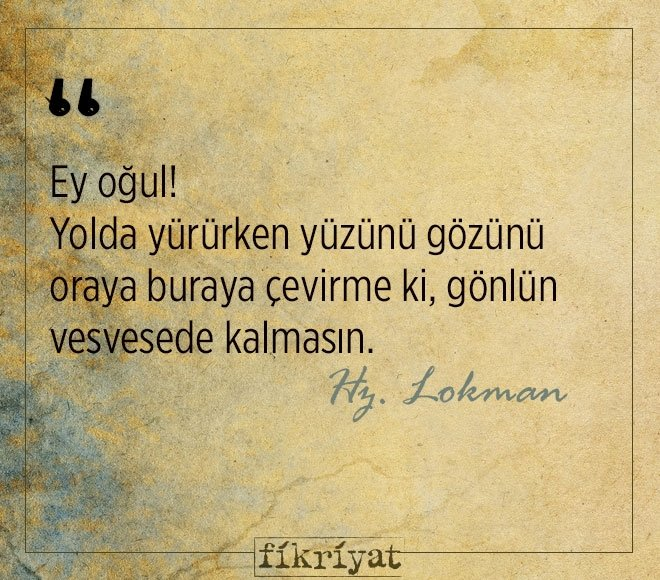 Ey oğul!
Yolda yürürken yüzünü gözünü
oraya buraya çevirme ki, gönlün
vesvesede kalmasın.
Hz. Lokman
fikriyat